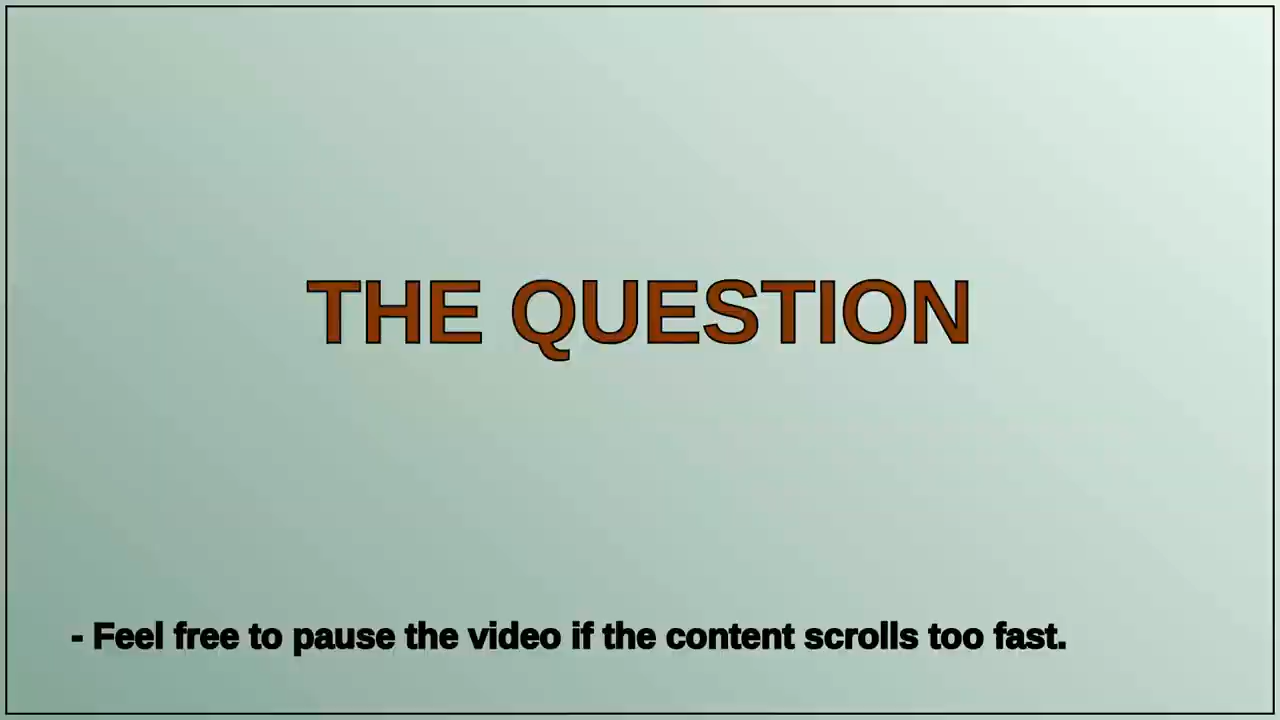 THE QUESTION
- Feel free to pause the video if the content scrolls too fast.